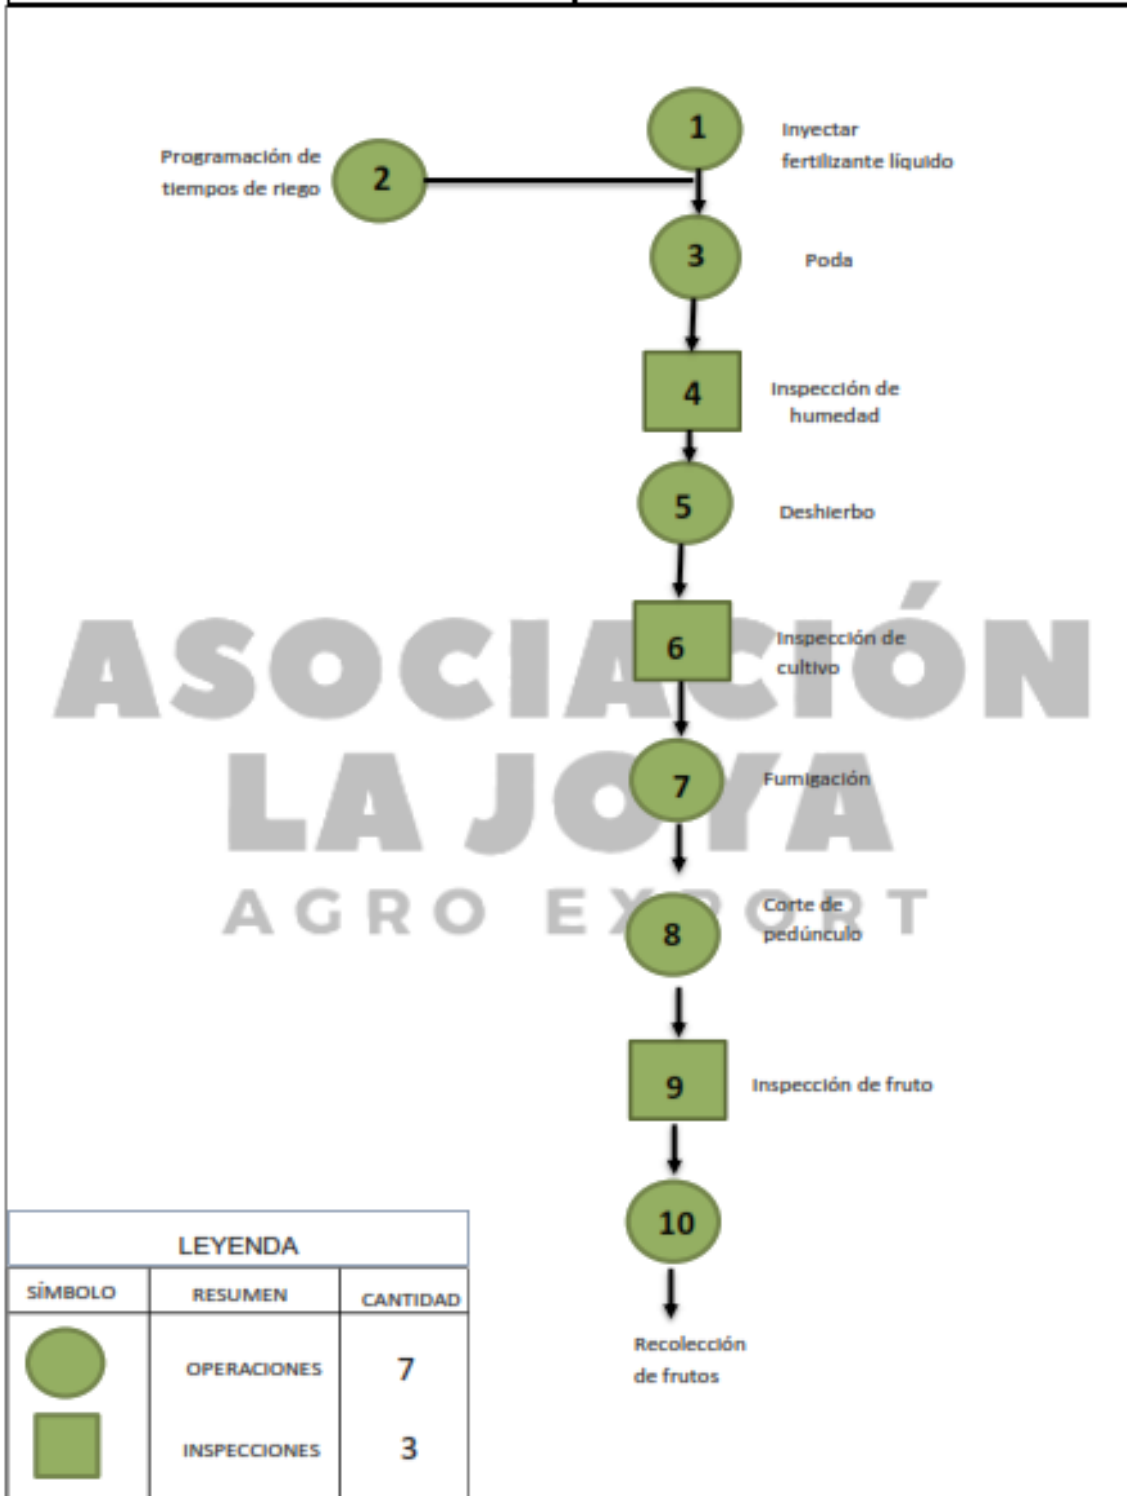 1
Inyectar
fertilizante líquido
Programación de
tiempos de riego
2
3
Poda
4
Inspección de
humedad
5
Deshierbo
ASOCIACIÓN
6
Inspección de
cultivo
LA JOYA
7
Fumigación
AGRO EXPORT
8
Corte de
pedúnculo
9
Inspección de fruto
10
Recolección
de frutos
LEYENDA
SÍMBOLO RESUMEN CANTIDAD
OPERACIONES 7
INSPECCIONES 3